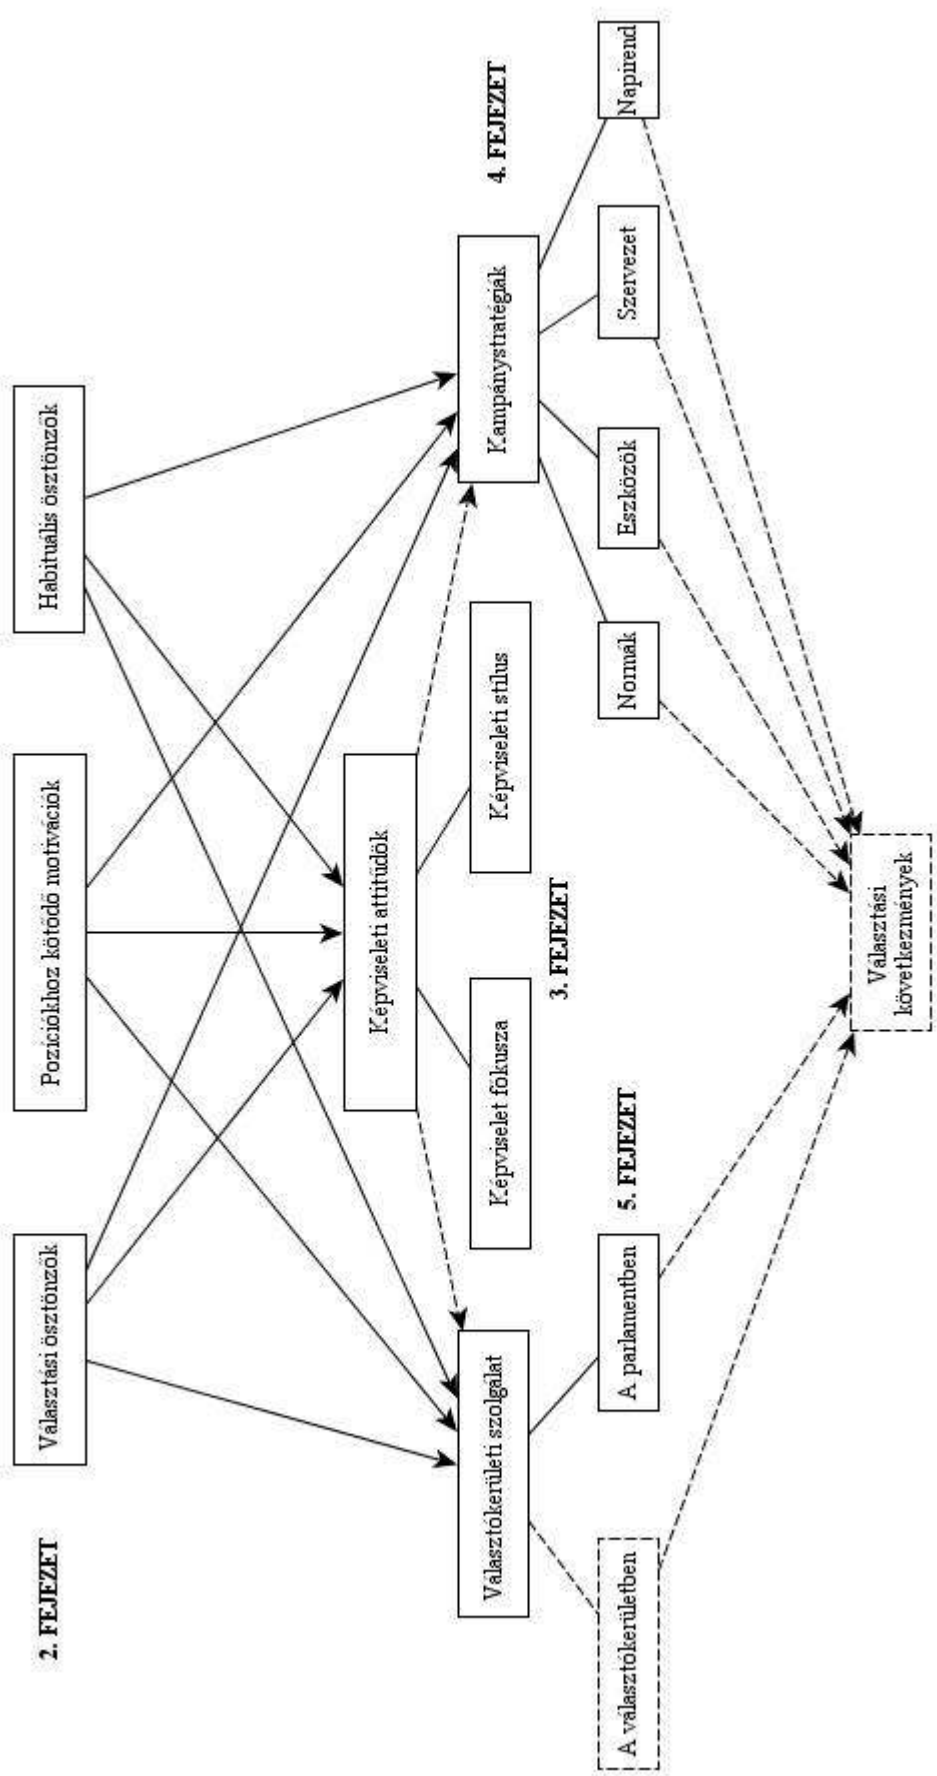 2. FEJEZET
Választási ösztönzők
Pozíciókhoz kötődő motivációk
Habituális ösztönzők
Képviseleti attitűdök
Választókerületi szolgálat
Képviselet fókusza
Képviseleti stílus
Kampánystratégiák
4. FEJEZET
3. FEJEZET
A választókerületben
A parlamentben
5. FEJEZET
Normák
Eszközök
Szervezet
Napirend
Választási
következmények